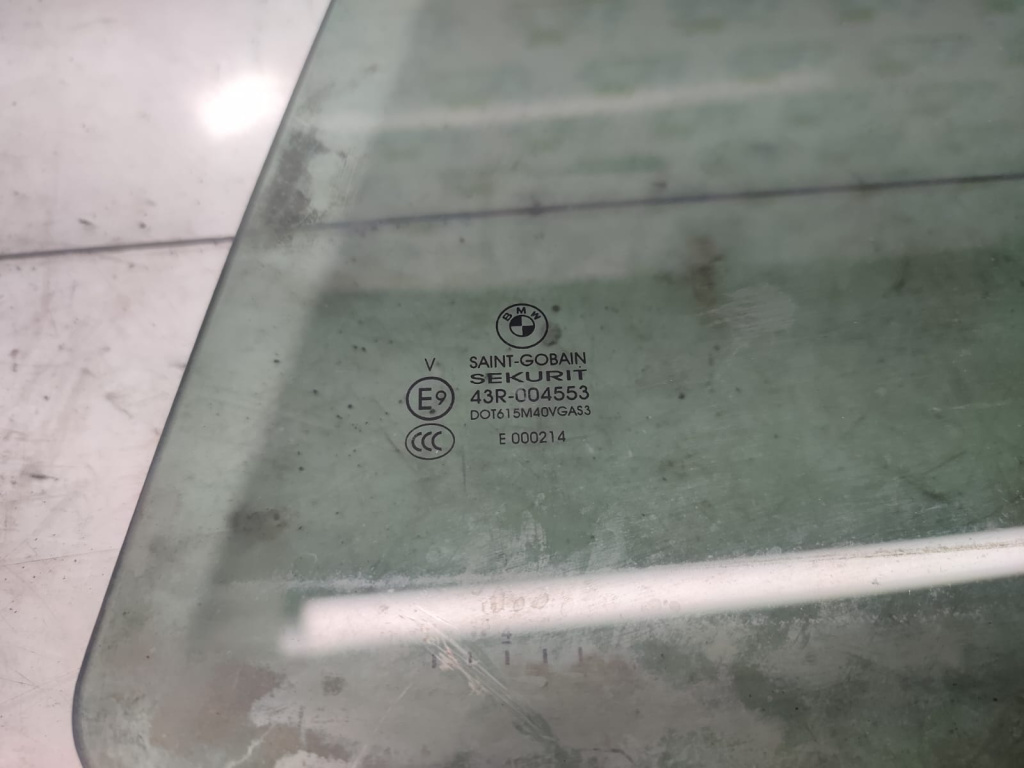 BMW
V
SAINT-GOBAIN
SEKURIT
E9
43R-004553
DOT615M40VGAS3
CCC
E 000214